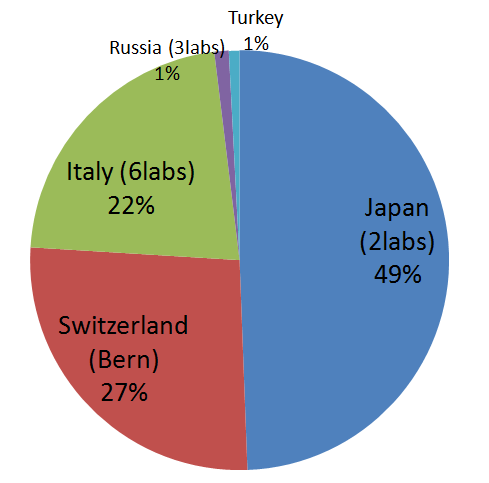 Turkey
1%
Russia (3labs)
1%
Italy (6labs)
22%
Japan
(2labs)
49%
Switzerland
(Bern)
27%